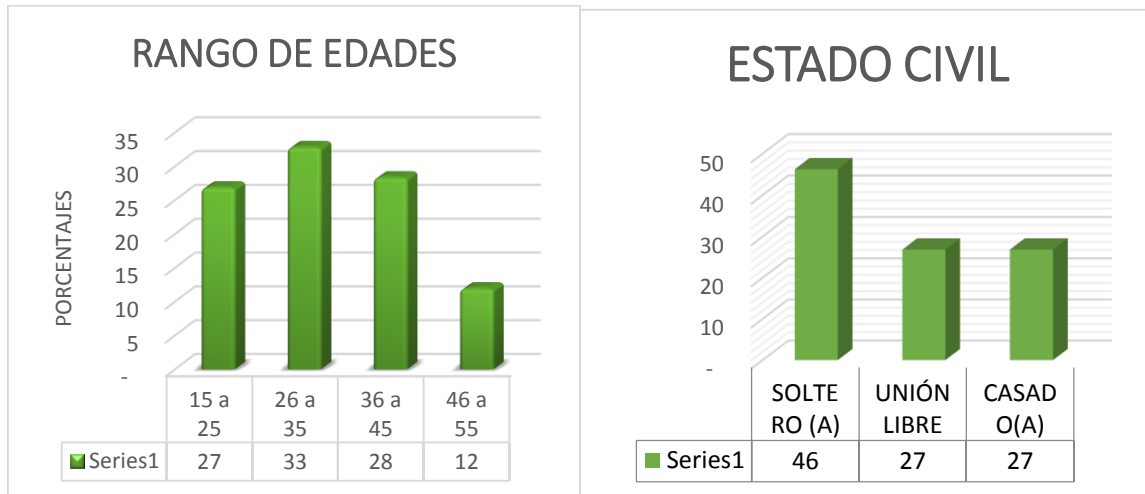 RANGO DE EDADES
PORCENTAJES
35
30
25
20
15
10
5
-
15 a 26 a 36 a 46 a
25 35 45 55
Series1 27 33 28 12
ESTADO CIVIL
50
40
30
20
10
-
SOLTE UNIÓN CASAD
RO (A) LIBRE O(A)
Series1 46 27 27